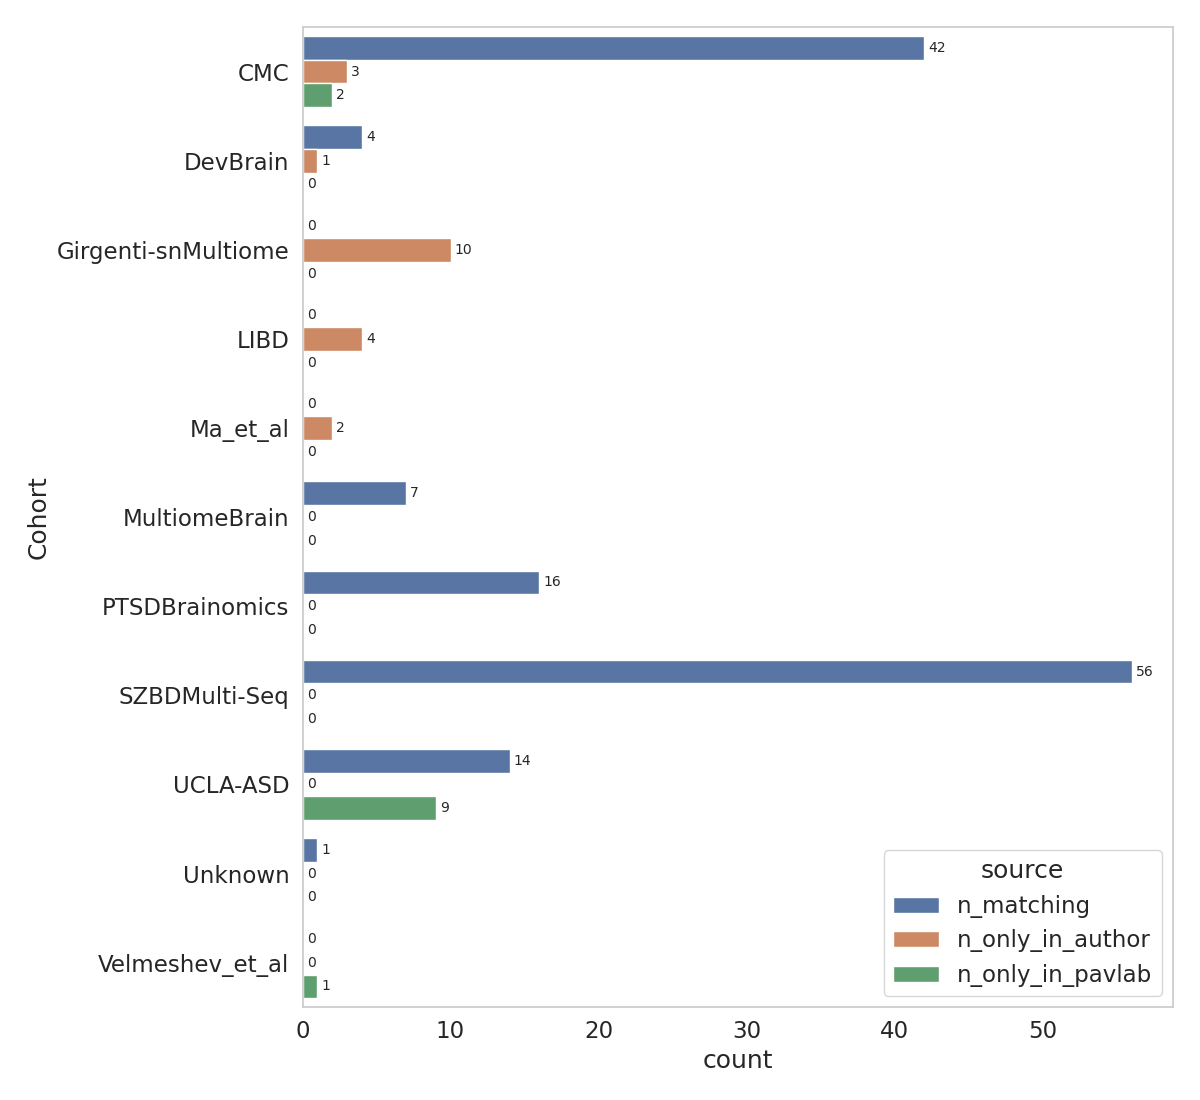 CMC
42
3
2
DevBrain
4
1
0
Girgenti-snMultiome
0
10
0
LIBD
0
4
0
Ma_et_al
0
2
0
MultiomeBrain
7
0
0
PTSDBrainomics
16
0
0
SZBDMulti-Seq
56
0
0
UCLA-ASD
14
0
9
Unknown
1
0
0
Velmeshev_et_al
0
0
1
Cohort
source
n_matching
n_only_in_author
n_only_in_pavlab
0 10 20 30 40 50
count